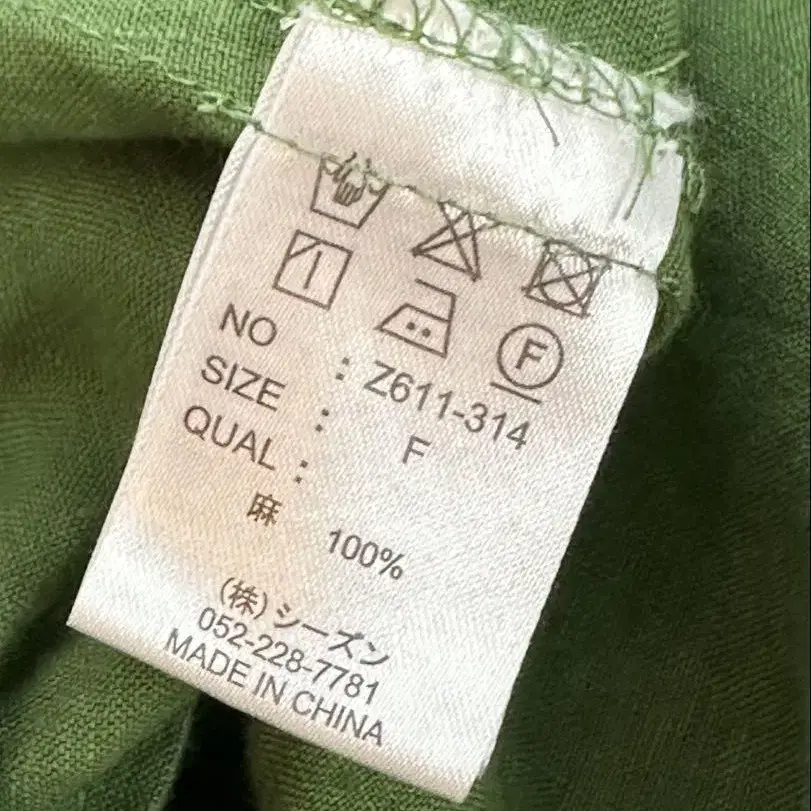 F
NO : Z611-314
SIZE : F
QUAL :
麻 100%
(株)シーズン
052-228-7781
MADE IN CHINA